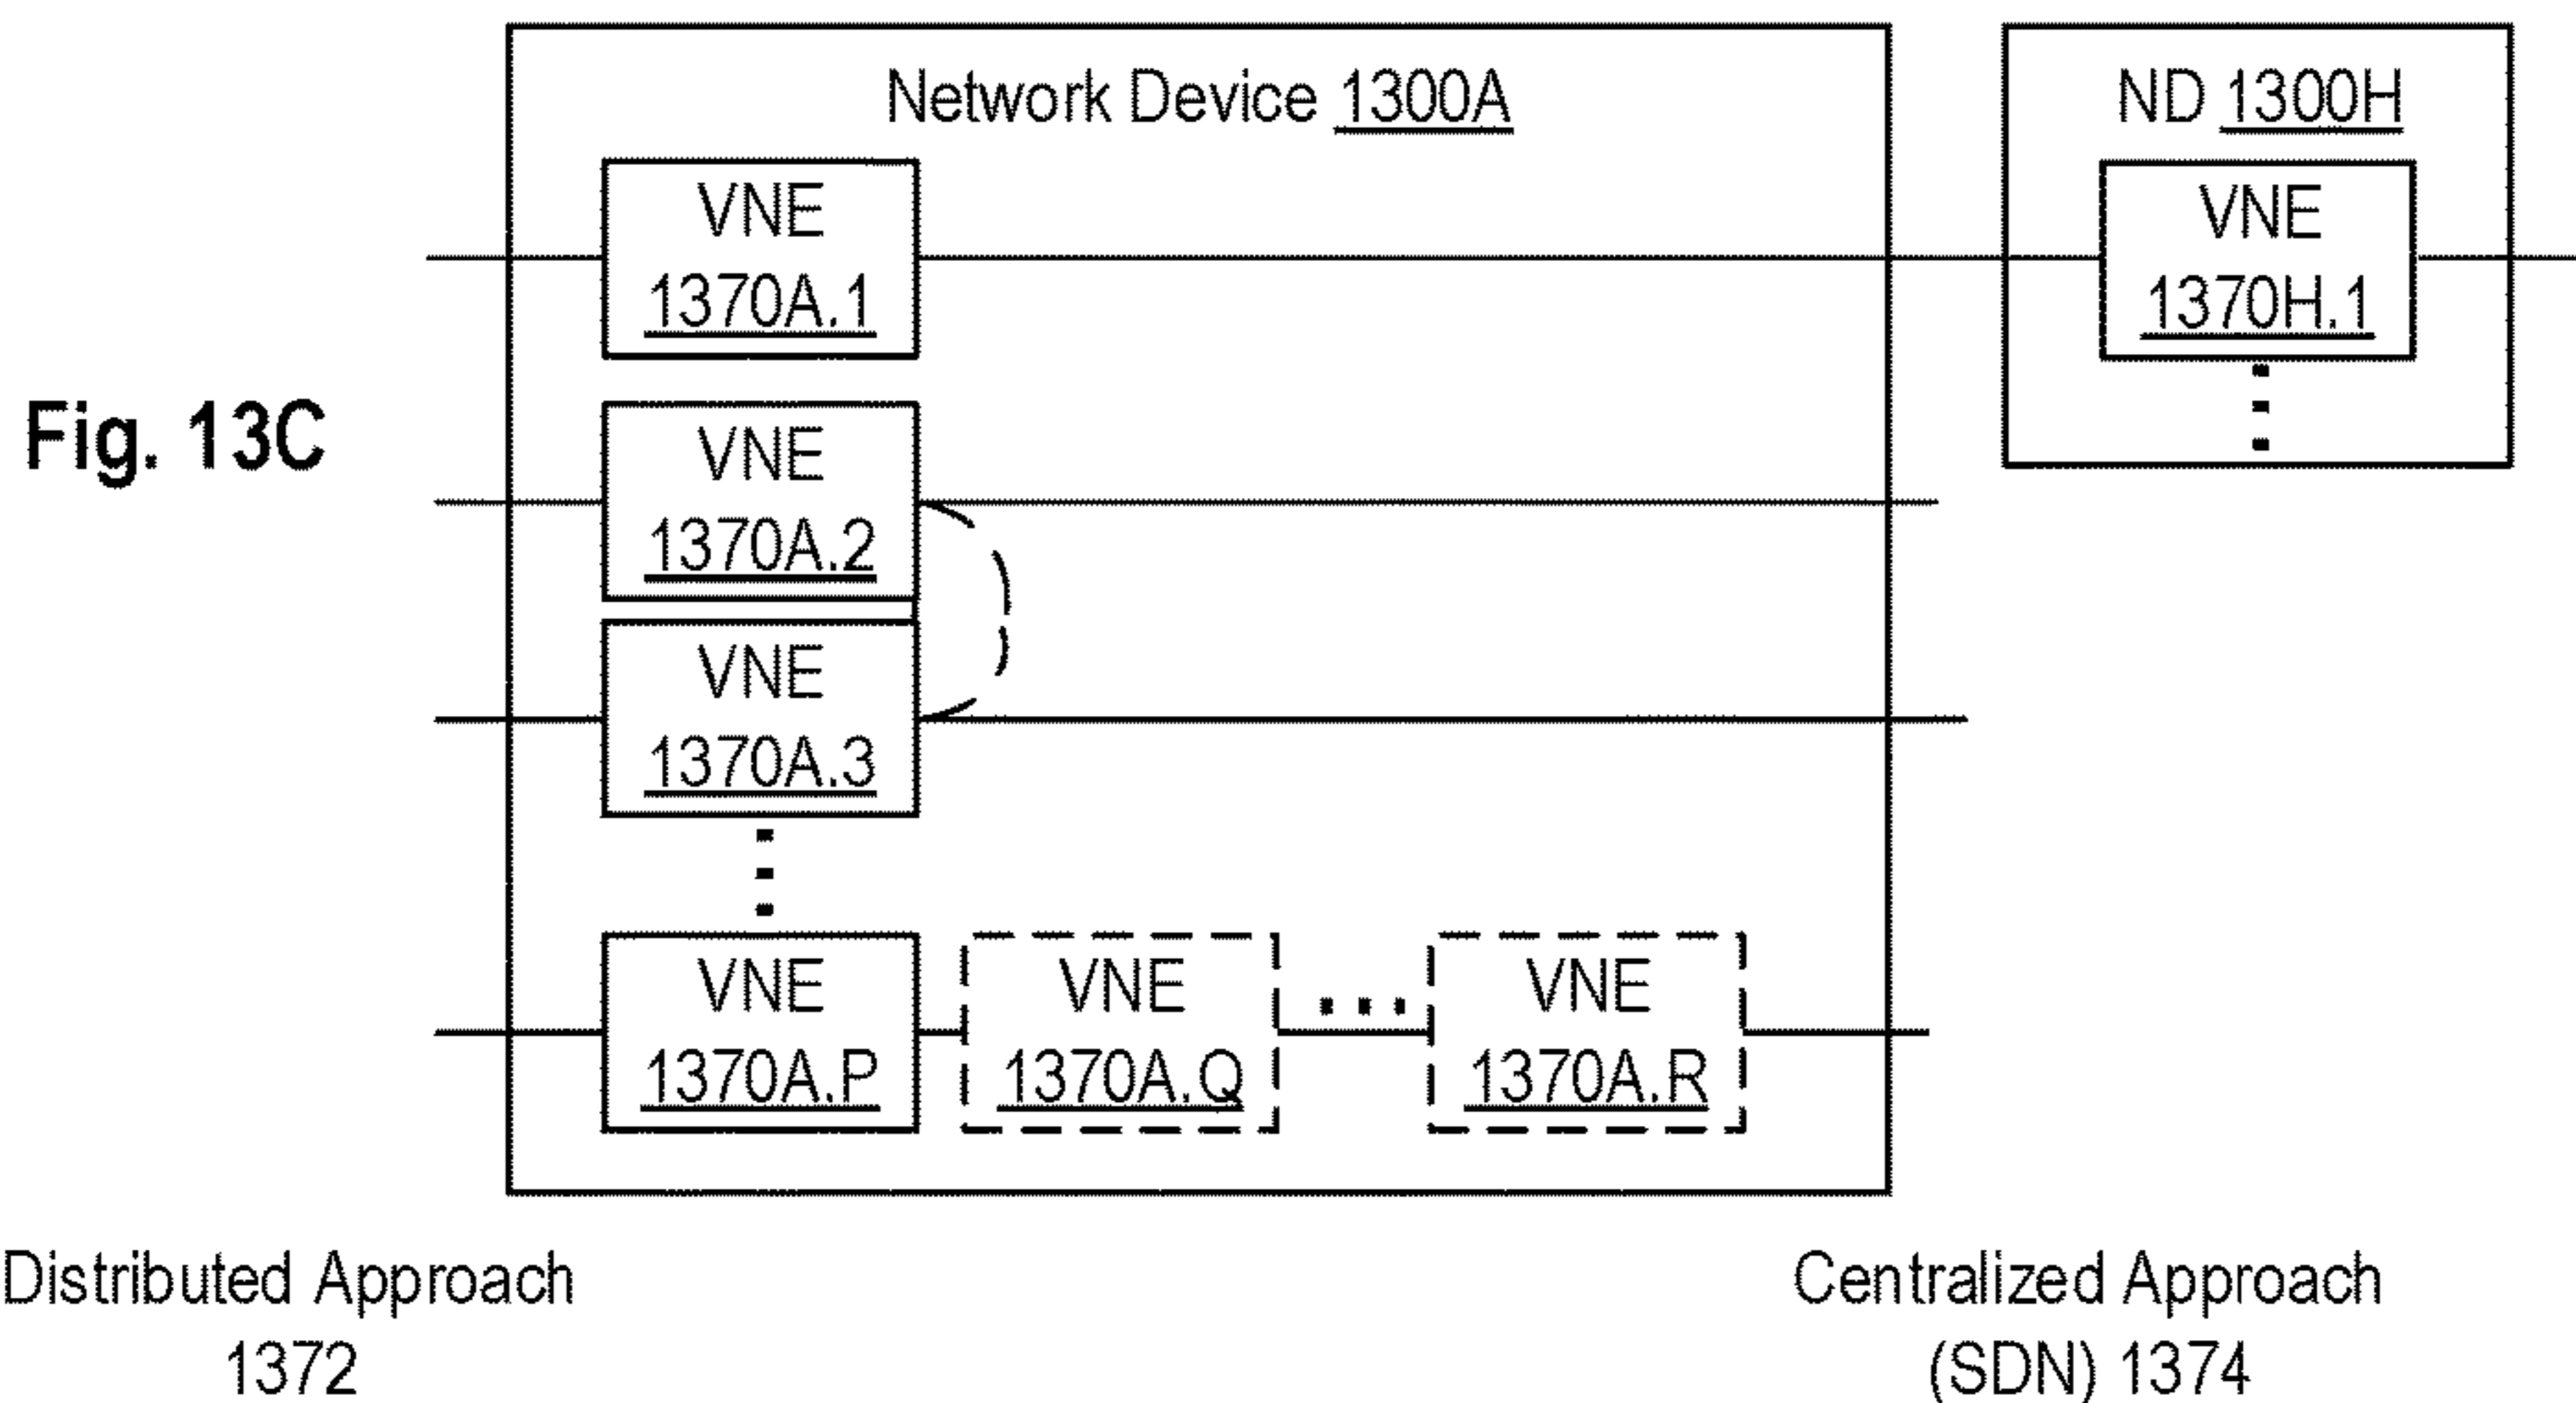 Network Device 1300A
ND 1300H
VNE
1370A.1
VNE
1370H.1
Fig. 13C
VNE
1370A.2
VNE
1370A.3
VNE
1370A.P
VNE
1370A.Q
VNE
1370A.R
Distributed Approach
1372
Centralized Approach
(SDN) 1374